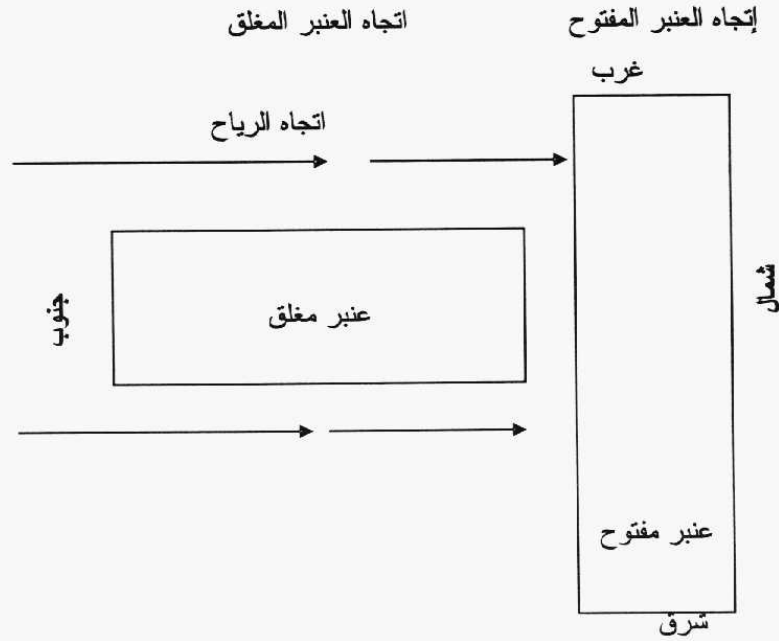 إتجاه العنبر المفتوح
اتجاه العنبر المغلق
غرب
اتجاه الرياح
شمال
عنبر مغلق
جنوب
عنبر مفتوح
شرق